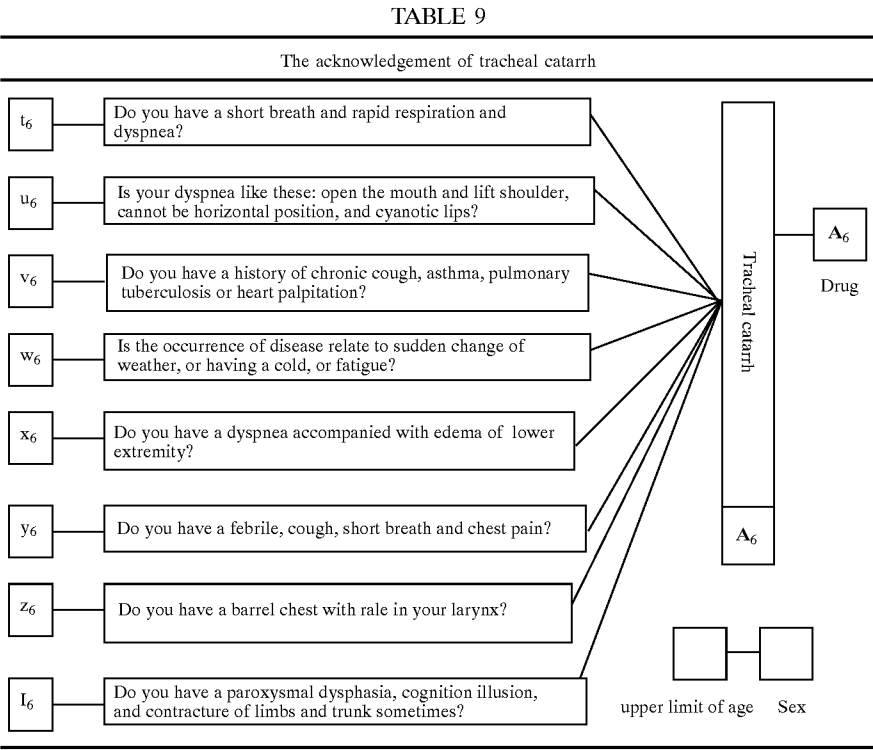 TABLE 9
The acknowledgement of tracheal catarrh
t6
Do you have a short breath and rapid respiration and
dyspnea?
u6
Is your dyspnea like these: open the mouth and lift shoulder,
cannot be horizontal position, and cyanotic lips?
v6
Do you have a history of chronic cough, asthma, pulmonary
tuberculosis or heart palpitation?
w6
Is the occurrence of disease relate to sudden change of
weather, or having a cold, or fatigue?
x6
Do you have a dyspnea accompanied with edema of lower
extremity?
y6
Do you have a febrile, cough, short breath and chest pain?
z6
Do you have a barrel chest with rale in your larynx?
I6
Do you have a paroxysmal dysphasia, cognition illusion,
and contracture of limbs and trunk sometimes?
Tracheal catarrh
A6
A6
Drug
upper limit of age
Sex